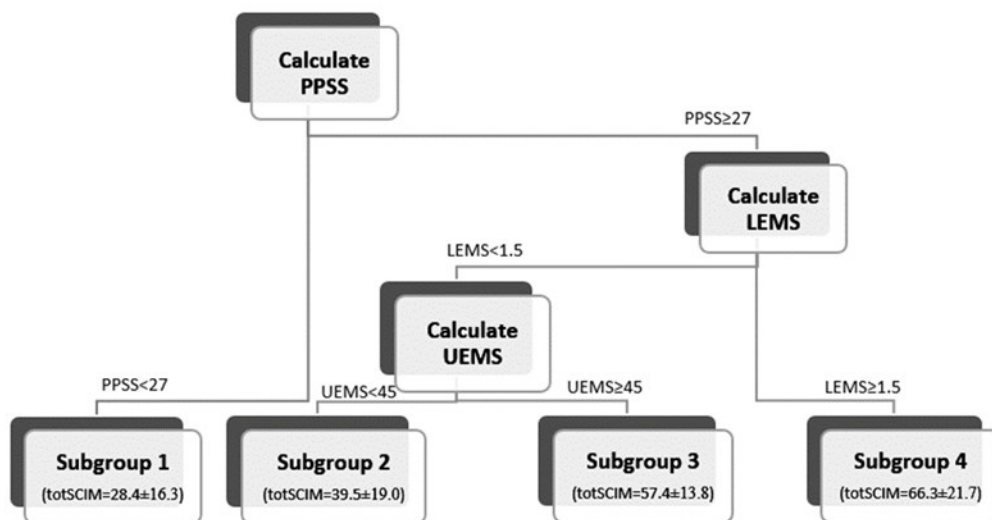 Calculate
PPSS
PPSS≥27
Calculate
LEMS
LEMS<1.5
Calculate
UEMS
PPSS<27
UEMS<45
UEMS≥45
LEMS≥1.5
Subgroup 1
(totSCIM=28.4±16.3)
Subgroup 2
(totSCIM=39.5±19.0)
Subgroup 3
(totSCIM=57.4±13.8)
Subgroup 4
(totSCIM=66.3±21.7)